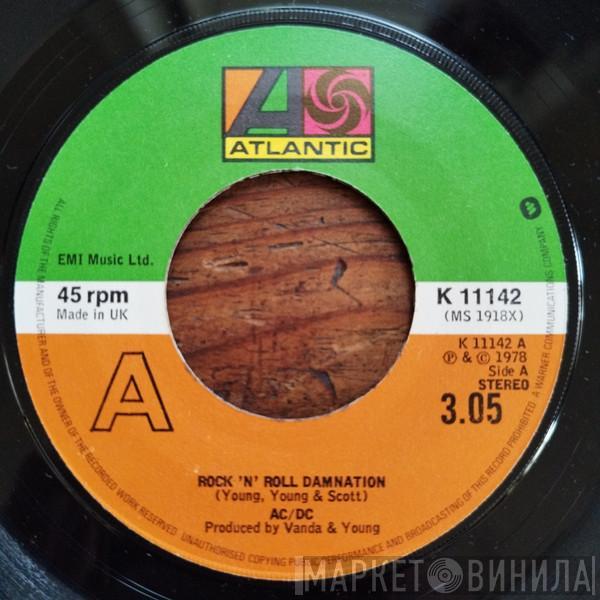 ATLANTIC
EMI Music Ltd.
45 rpm
Made in UK
K 11142
(MS 1918X)
K 11142 A
℗ & © 1978
Side A
STEREO
3.05
A
ROCK 'N' ROLL DAMNATION
(Young, Young & Scott)
AC/DC
Produced by Vanda & Young
ALL RIGHTS OF THE MANUFACTURER AND OF THE OWNER OF THE RECORDED WORK RESERVED. UNAUTHORISED COPYING PUBLIC PERFORMANCE AND BROADCASTING OF THIS RECORD PROHIBITED. A WARNER COMMUNICATIONS COMPANY
МАРКЕТ ВИНИЛА